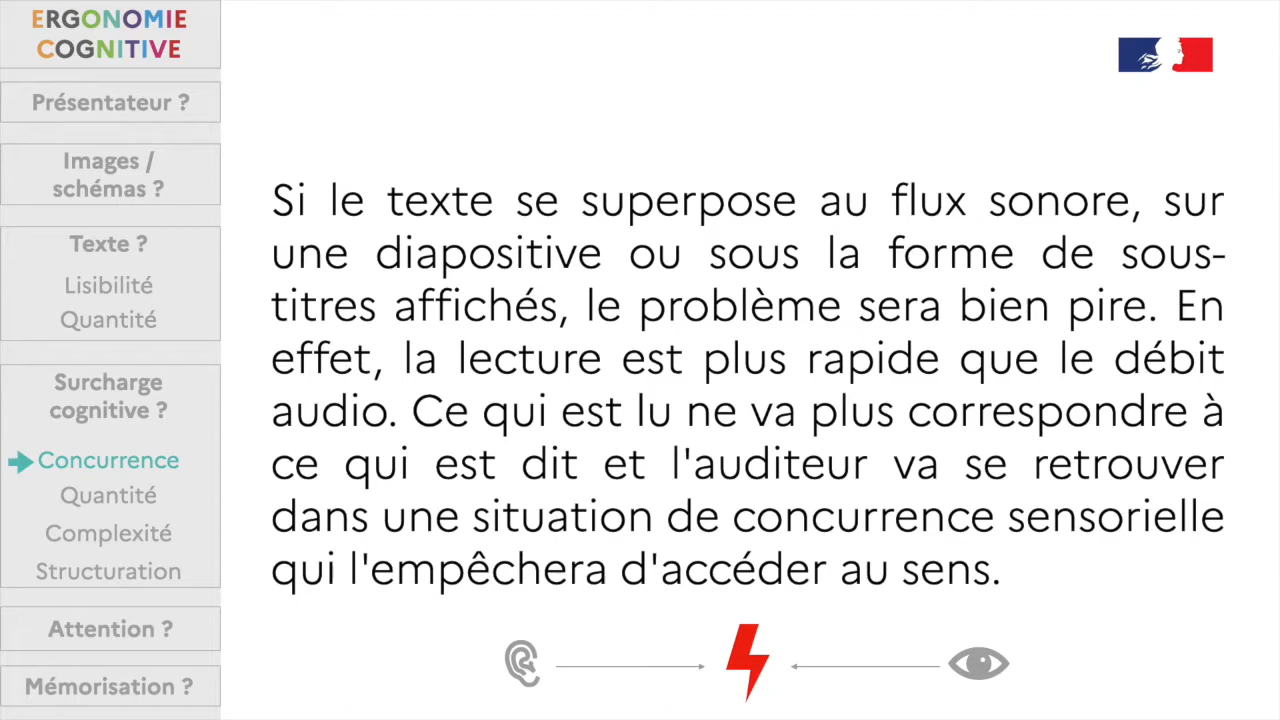 ERGONOMIE
COGNITIVE
Présentateur ?
Images /
schémas ?
Texte ?
Lisibilité
Quantité
Surcharge
cognitive ?
Concurrence
Quantité
Complexité
Structuration
Attention ?
Mémorisation ?
Si le texte se superpose au flux sonore, sur
une diapositive ou sous la forme de sous-
titres affichés, le problème sera bien pire. En
effet, la lecture est plus rapide que le débit
audio. Ce qui est lu ne va plus correspondre à
ce qui est dit et l'auditeur va se retrouver
dans une situation de concurrence sensorielle
qui l'empêchera d'accéder au sens.